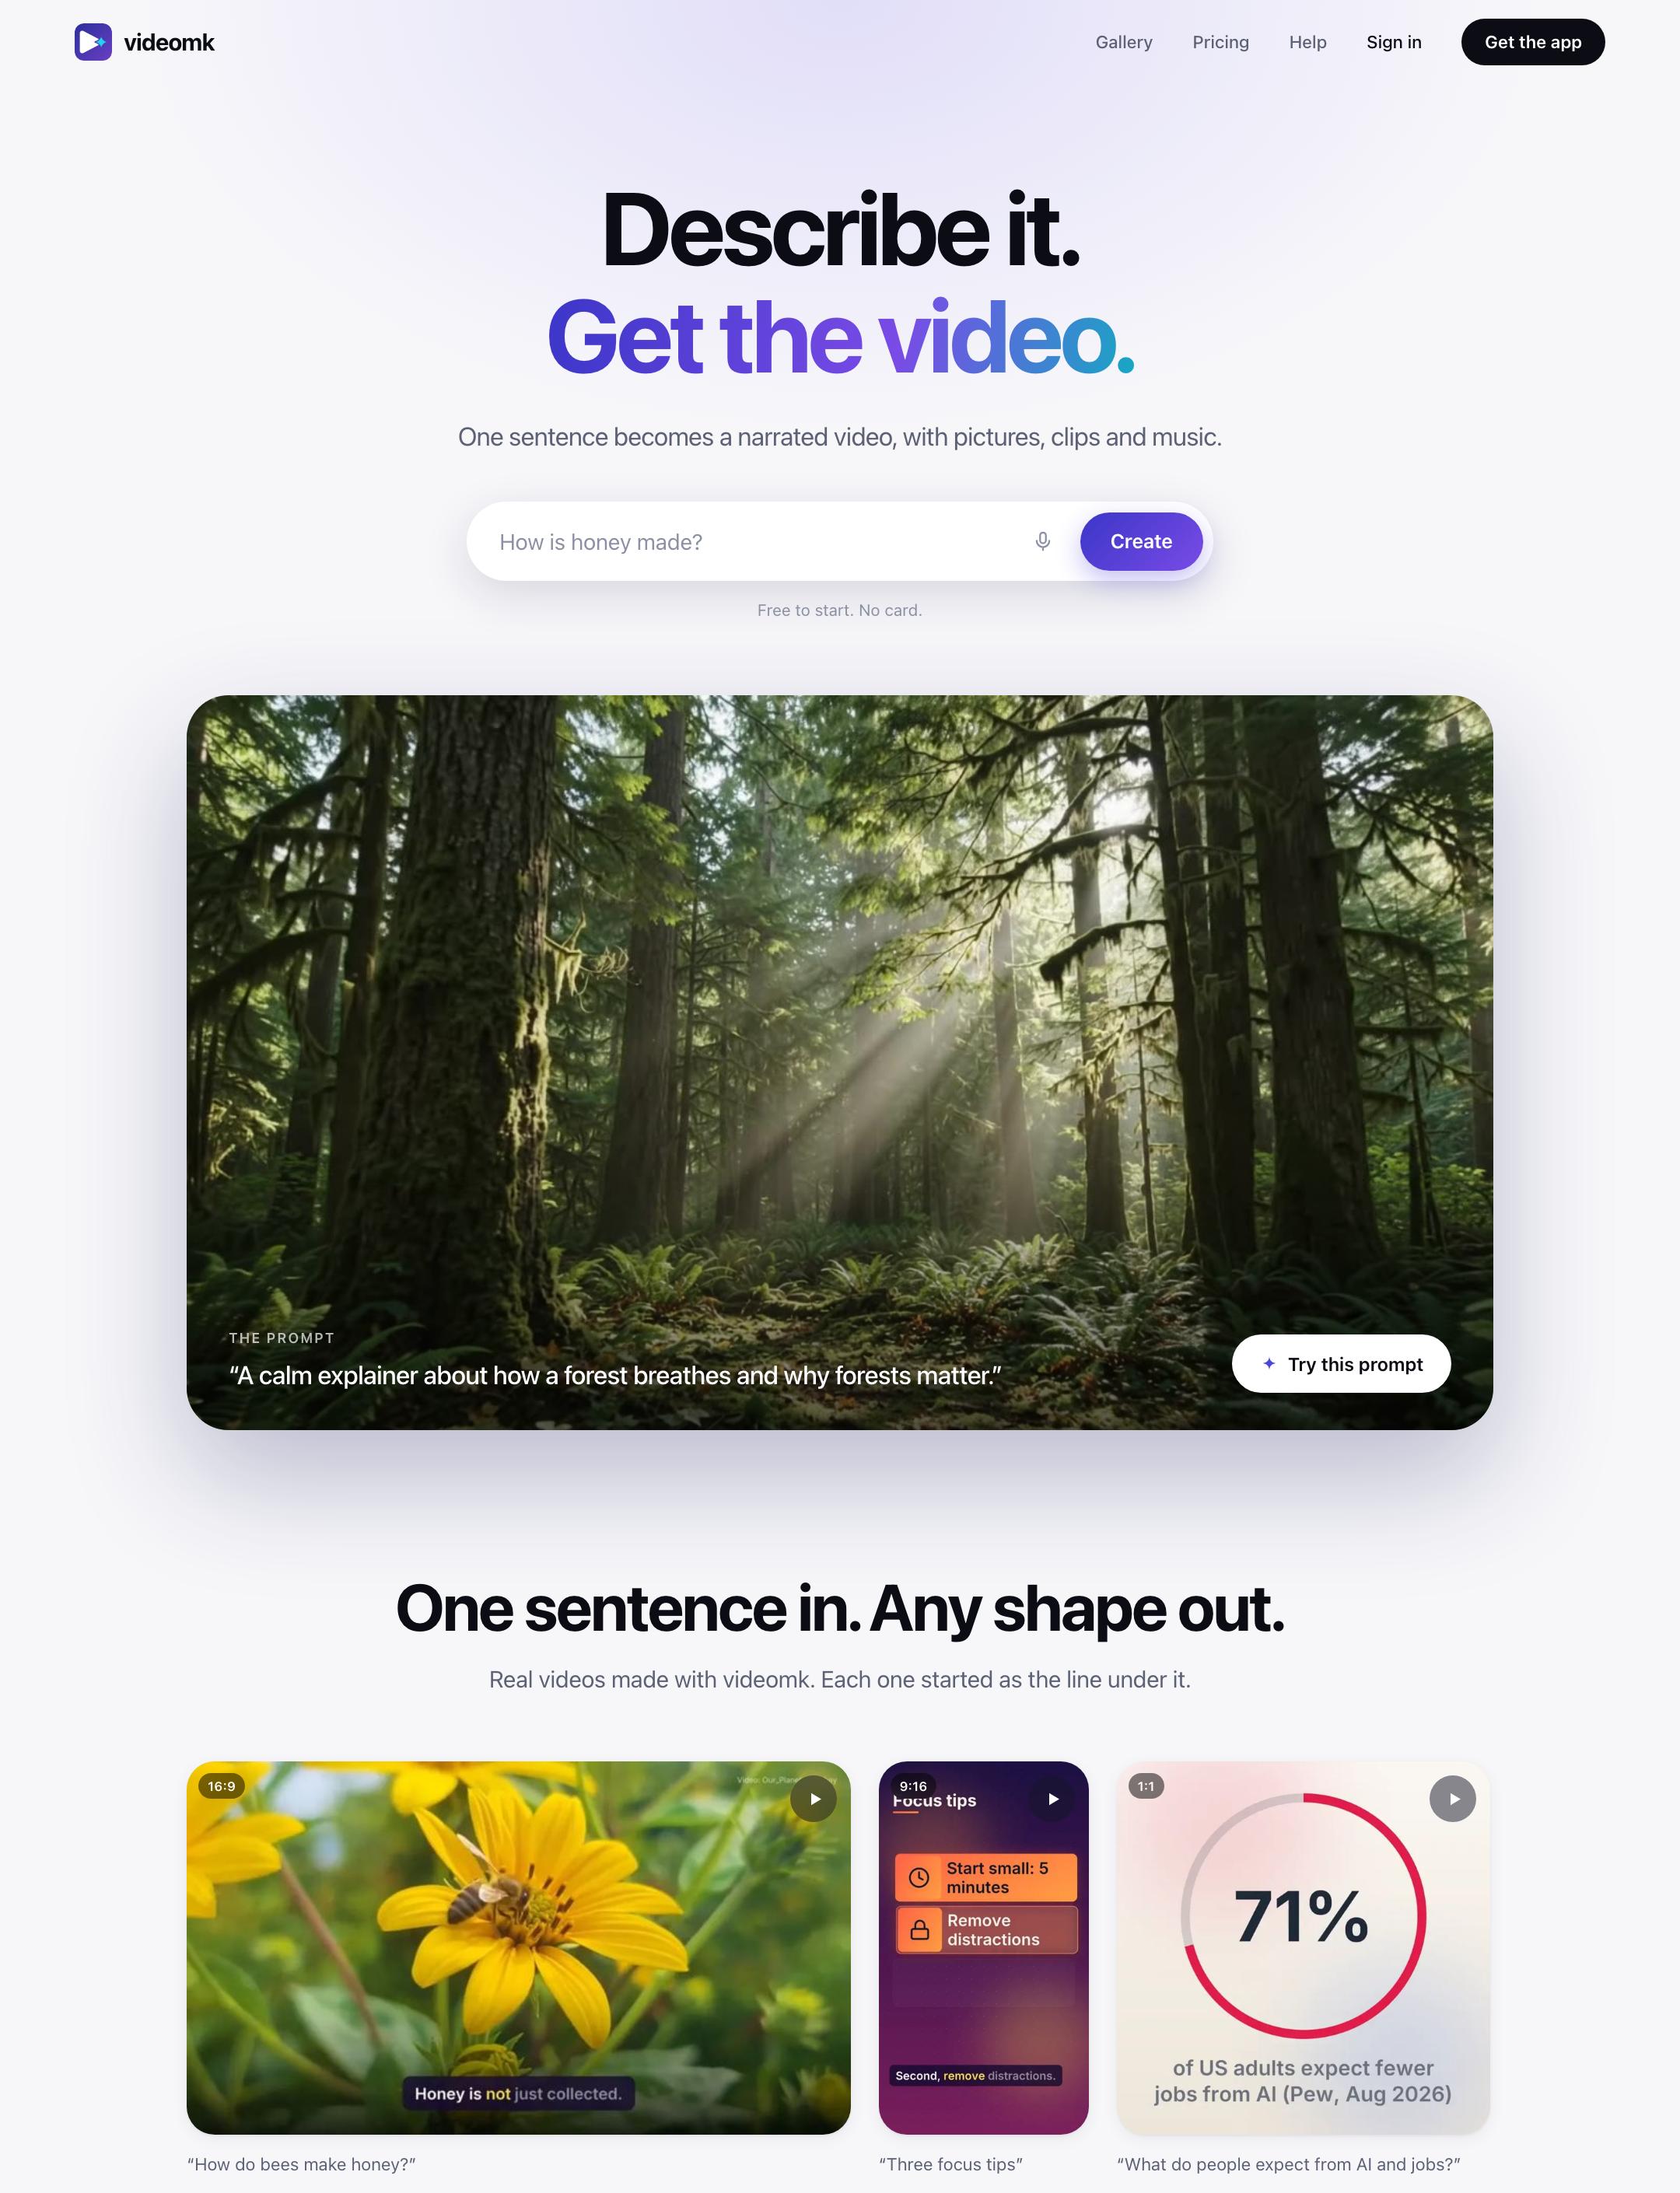 videomk
Gallery
Pricing
Help
Sign in
Get the app
Describe it.
Get the video.
One sentence becomes a narrated video, with pictures, clips and music.
How is honey made?
Create
Free to start. No card.
THE PROMPT
“A calm explainer about how a forest breathes and why forests matter.”
Try this prompt
One sentence in. Any shape out.
Real videos made with videomk. Each one started as the line under it.
16:9
Honey is not just collected.
“How do bees make honey?”
9:16
Focus tips
Start small: 5
minutes
Remove
distractions
Second, remove distractions.
“Three focus tips”
1:1
71%
of US adults expect fewer
jobs from AI (Pew, Aug 2026)
“What do people expect from AI and jobs?”